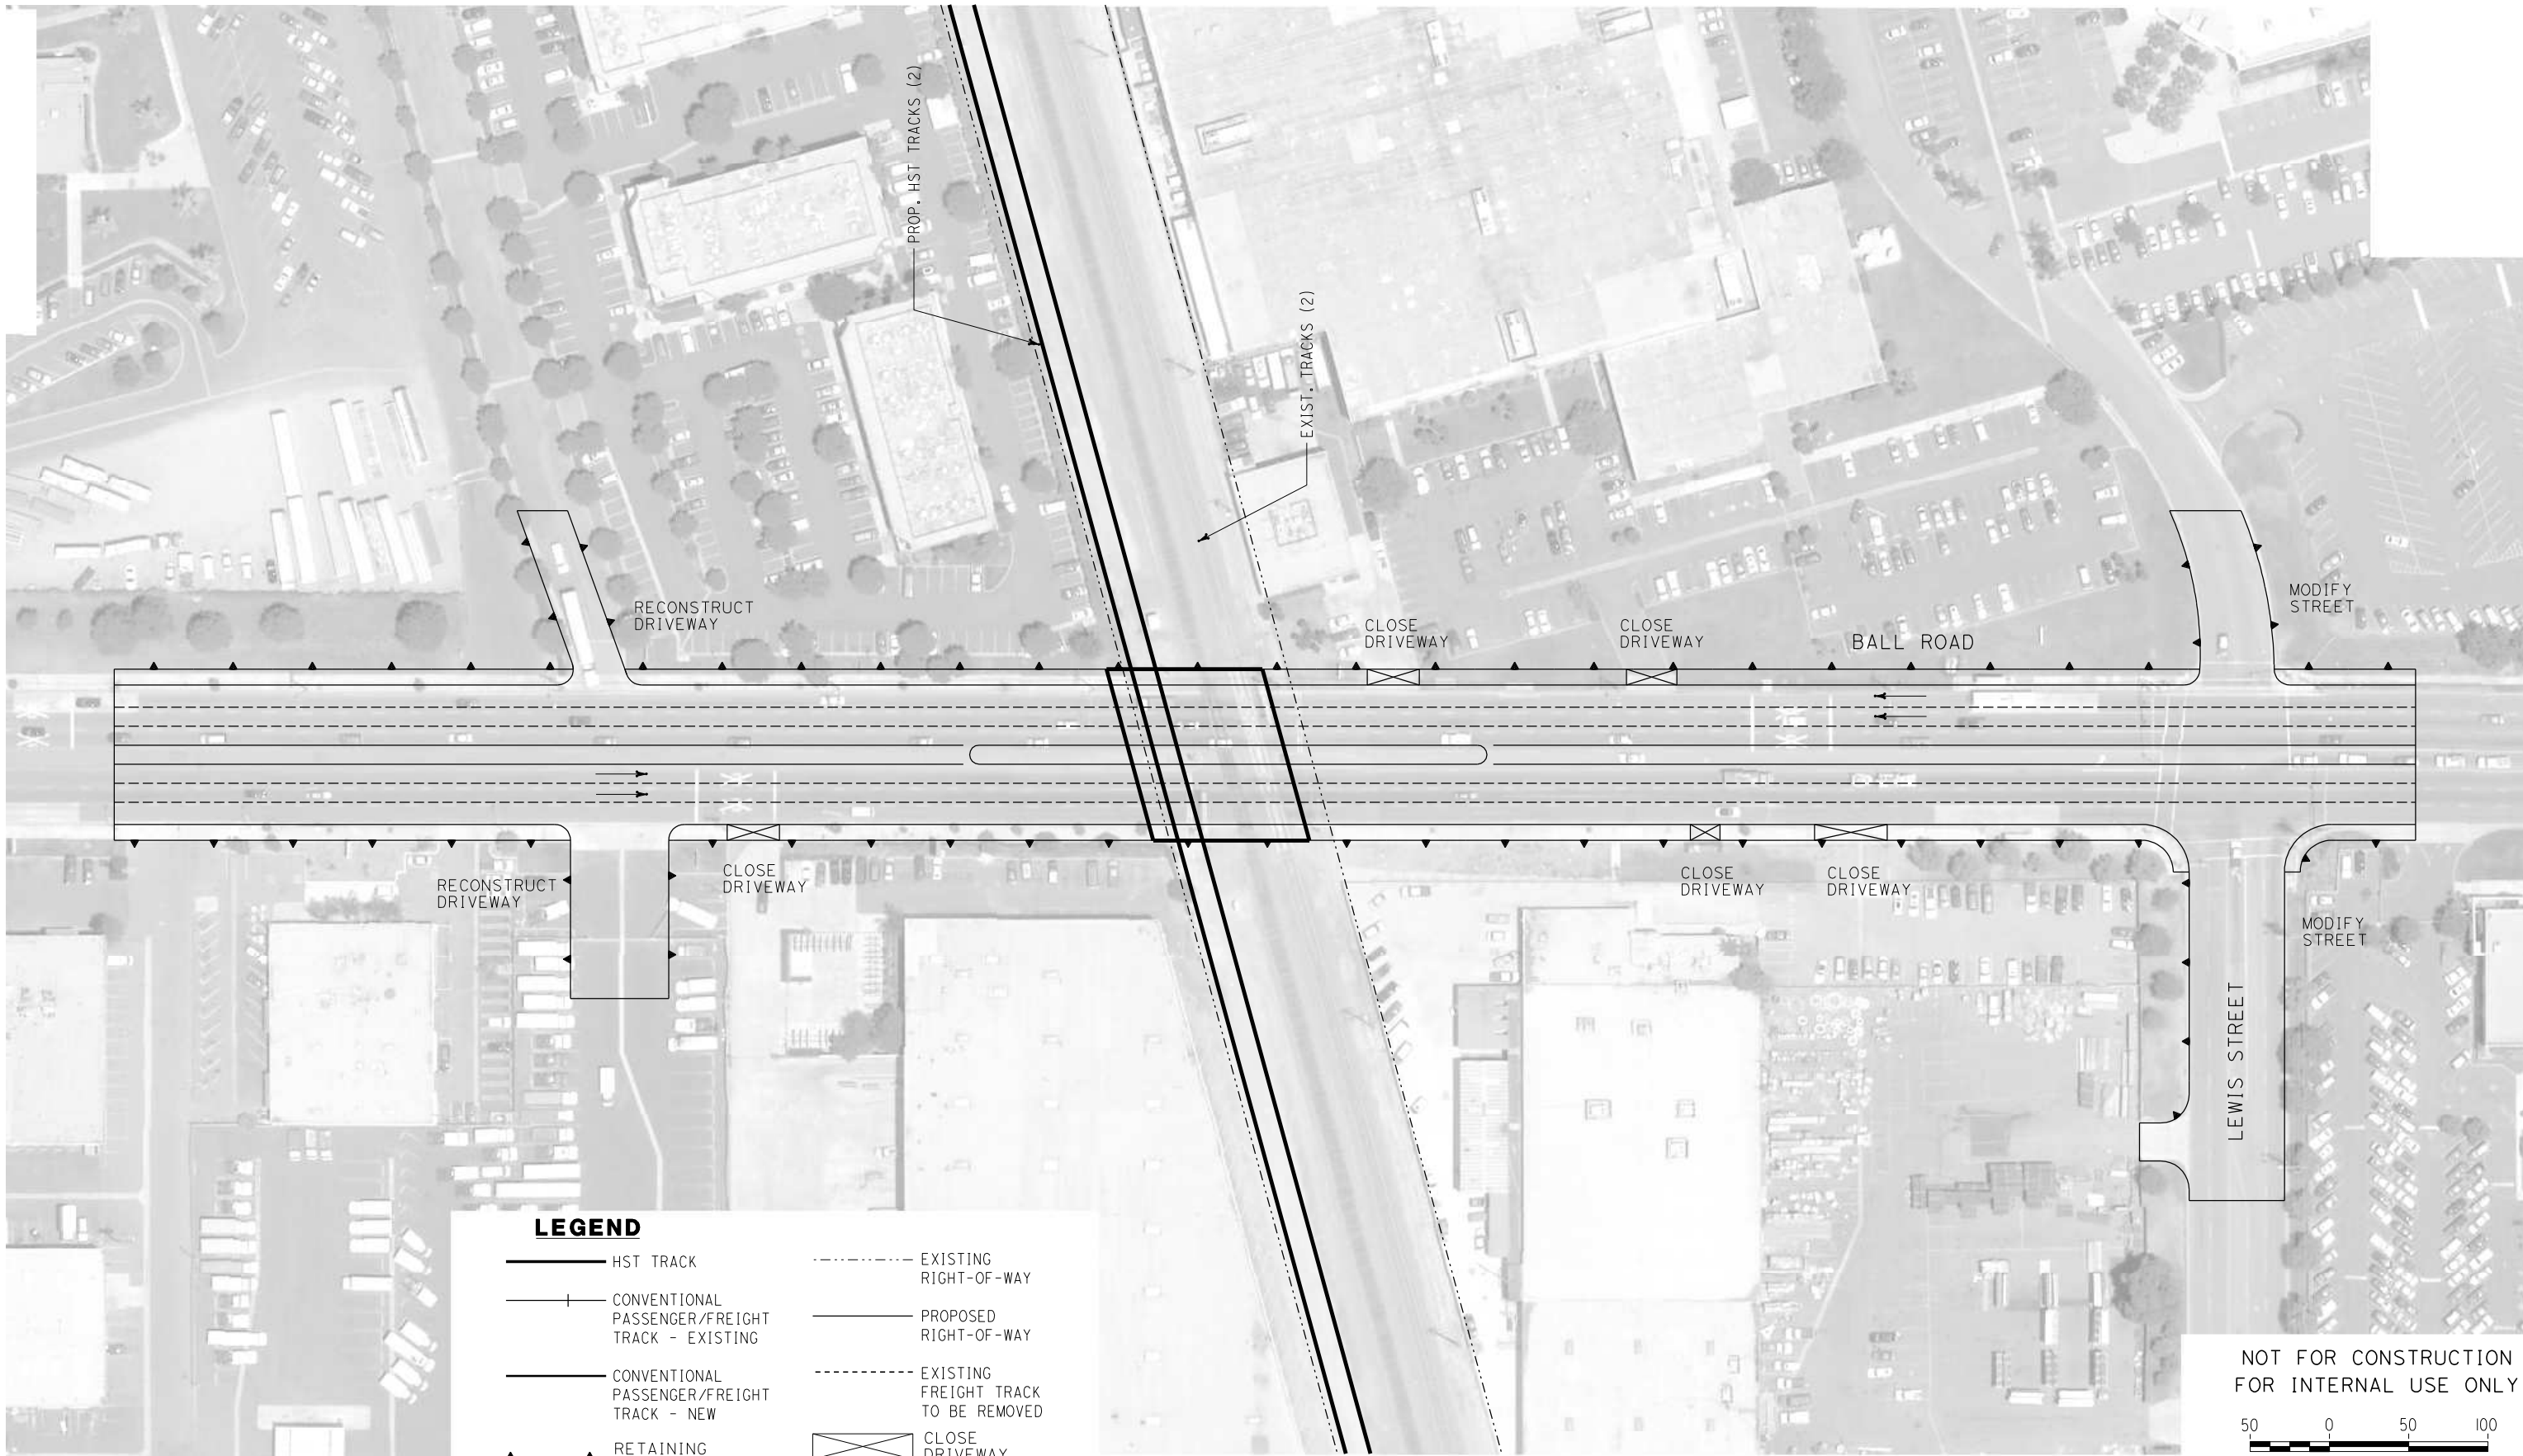 PROP. HST TRACKS (2)
EXIST. TRACKS (2)
RECONSTRUCT
DRIVEWAY
CLOSE
DRIVEWAY
CLOSE
DRIVEWAY
BALL ROAD
MODIFY
STREET
RECONSTRUCT
DRIVEWAY
CLOSE
DRIVEWAY
CLOSE
DRIVEWAY
CLOSE
DRIVEWAY
MODIFY
STREET
LEWIS STREET
LEGEND
HST TRACK
CONVENTIONAL
PASSENGER/FREIGHT
TRACK - EXISTING
CONVENTIONAL
PASSENGER/FREIGHT
TRACK - NEW
RETAINING
EXISTING
RIGHT-OF-WAY
PROPOSED
RIGHT-OF-WAY
EXISTING
FREIGHT TRACK
TO BE REMOVED
CLOSE
DRIVEWAY
NOT FOR CONSTRUCTION
FOR INTERNAL USE ONLY
50 0 50 100